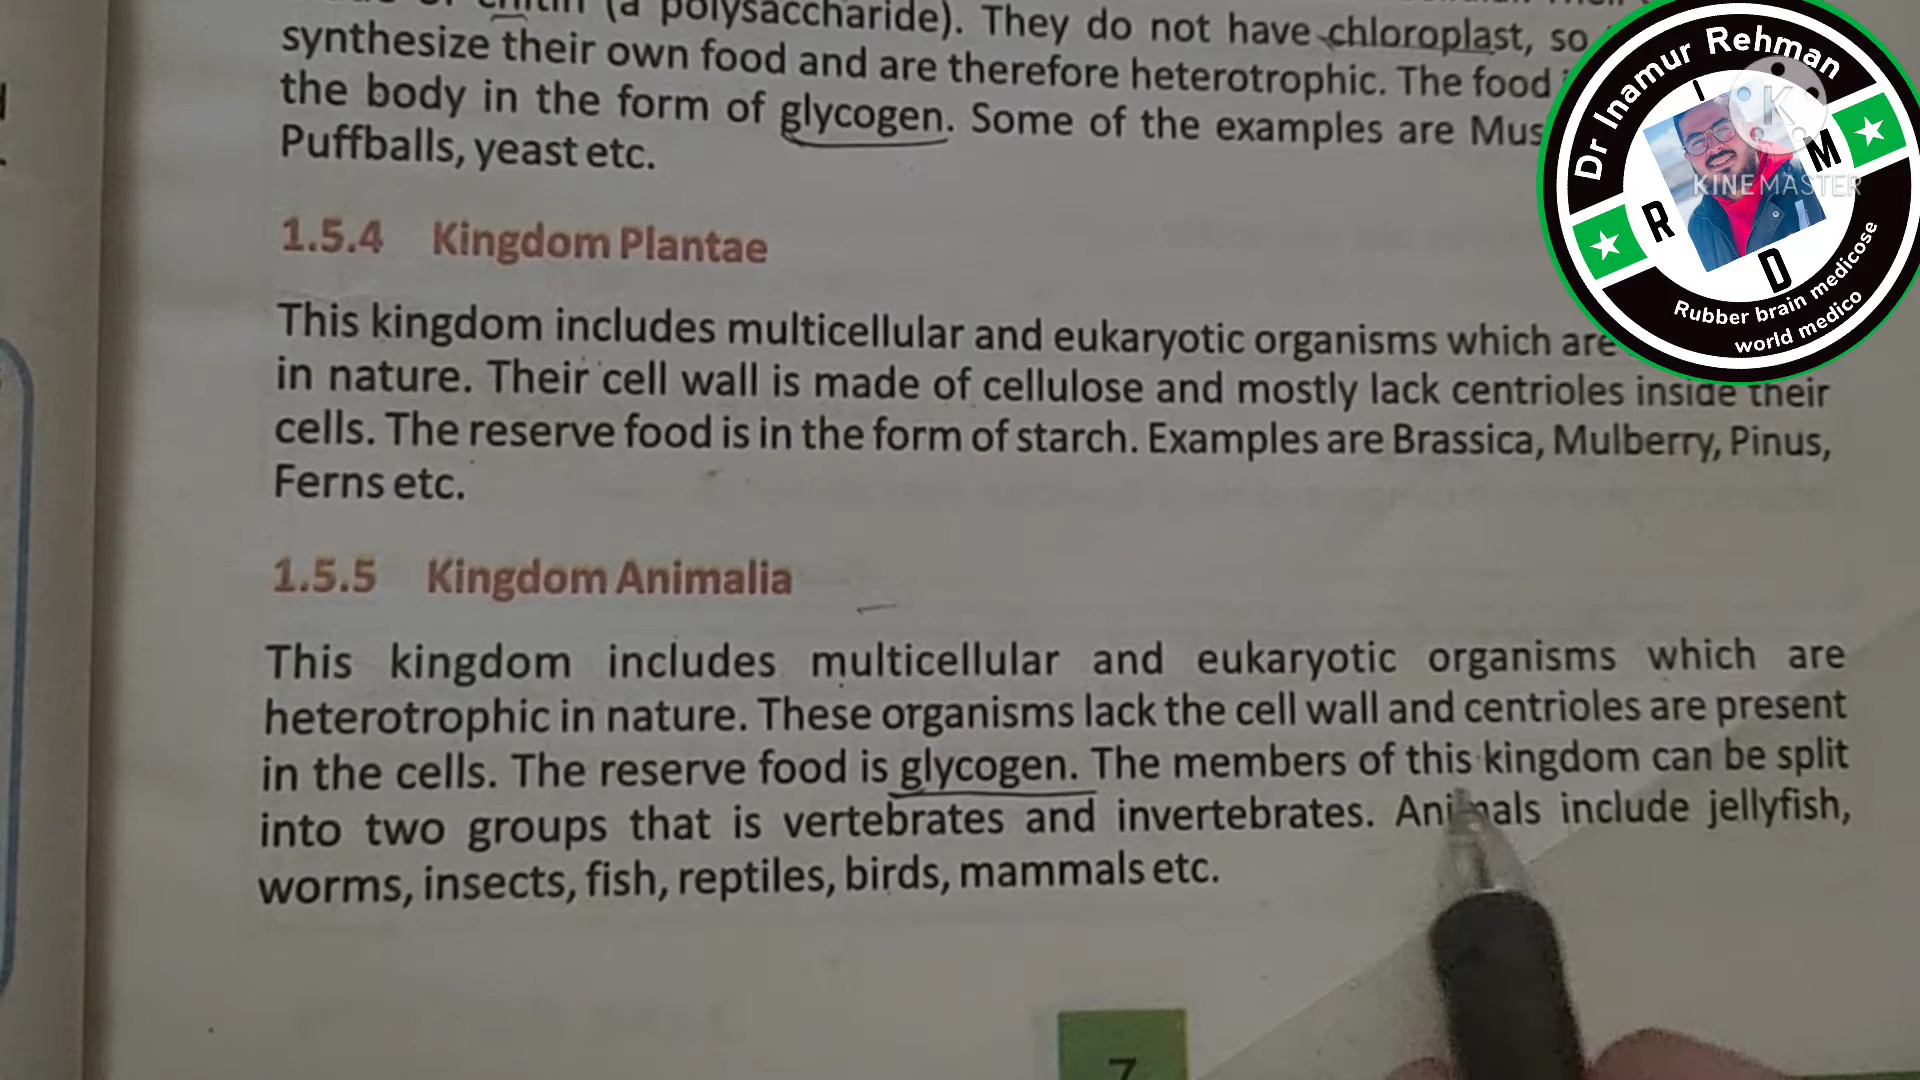 chitin (a polysaccharide). They do not have chloroplast, so
synthesize their own food and are therefore heterotrophic. The food
the body in the form of glycogen. Some of the examples are Mus
Puffballs, yeast etc.
1.5.4 Kingdom Plantae
This kingdom includes multicellular and eukaryotic organisms which are
in nature. Their cell wall is made of cellulose and mostly lack centrioles inside their
cells. The reserve food is in the form of starch. Examples are Brassica, Mulberry, Pinus,
Ferns etc.
1.5.5 Kingdom Animalia
This kingdom includes multicellular and eukaryotic organisms which are
heterotrophic in nature. These organisms lack the cell wall and centrioles are present
in the cells. The reserve food is glycogen. The members of this kingdom can be split
into two groups that is vertebrates and invertebrates. Animals include jellyfish,
worms, insects, fish, reptiles, birds, mammals etc.
7
Dr Inamur Rehman
I
M
R
D
K
KINEMASTER
Rubber brain medicose
world medico